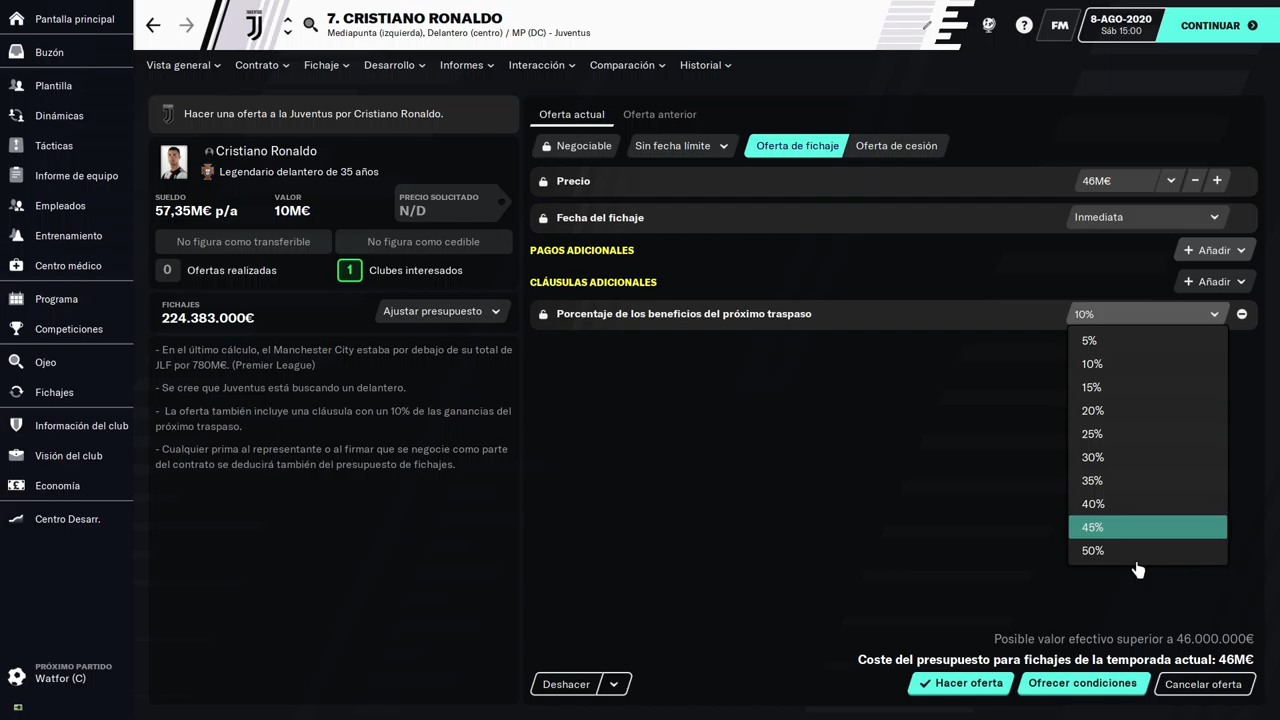 Pantalla principal
Buzón
Plantilla
Dinámicas
Tácticas
Informe de equipo
Empleados
Entrenamiento
Centro médico
Programa
Competiciones
Ojeo
Fichajes
Información del club
Visión del club
Economía
Centro Desarr.
PRÓXIMO PARTIDO
Watfor (C)
7. CRISTIANO RONALDO
Mediapunta (izquierda), Delantero (centro) / MP (DC) - Juventus
?
FM
8-AGO-2020
Sáb 15:00
CONTINUAR
Vista general
Contrato
Fichaje
Desarrollo
Informes
Interacción
Comparación
Historial
Hacer una oferta a la Juventus por Cristiano Ronaldo.
Cristiano Ronaldo
Legendario delantero de 35 años
SUELDO
57,35M€ p/a
VALOR
10M€
PRECIO SOLICITADO
N/D
No figura como transferible
No figura como cedible
0 Ofertas realizadas
1 Clubes interesados
FICHAJES
224.383.000€
Ajustar presupuesto
- En el último cálculo, el Manchester City estaba por debajo de su total de
JLF por 780M€. (Premier League)
- Se cree que Juventus está buscando un delantero.
- La oferta también incluye una cláusula con un 10% de las ganancias del
próximo traspaso.
- Cualquier prima al representante o al firmar que se negocie como parte
del contrato se deducirá también del presupuesto de fichajes.
Oferta actual
Oferta anterior
Negociable
Sin fecha límite
Oferta de fichaje
Oferta de cesión
Precio
46M€
- +
Fecha del fichaje
Inmediata
PAGOS ADICIONALES
+ Añadir
CLÁUSULAS ADICIONALES
+ Añadir
Porcentaje de los beneficios del próximo traspaso
10%
5%
10%
15%
20%
25%
30%
35%
40%
45%
50%
Posible valor efectivo superior a 46.000.000€
Coste del presupuesto para fichajes de la temporada actual: 46M€
Deshacer
Hacer oferta
Ofrecer condiciones
Cancelar oferta